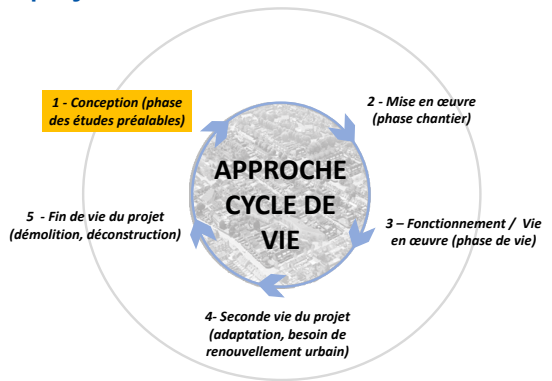 1 - Conception (phase
des études préalables)
2 - Mise en œuvre
(phase chantier)
APPROCHE
CYCLE DE
VIE
5 - Fin de vie du projet
(démolition, déconstruction)
3 – Fonctionnement / Vie
en œuvre (phase de vie)
4- Seconde vie du projet
(adaptation, besoin de
renouvellement urbain)